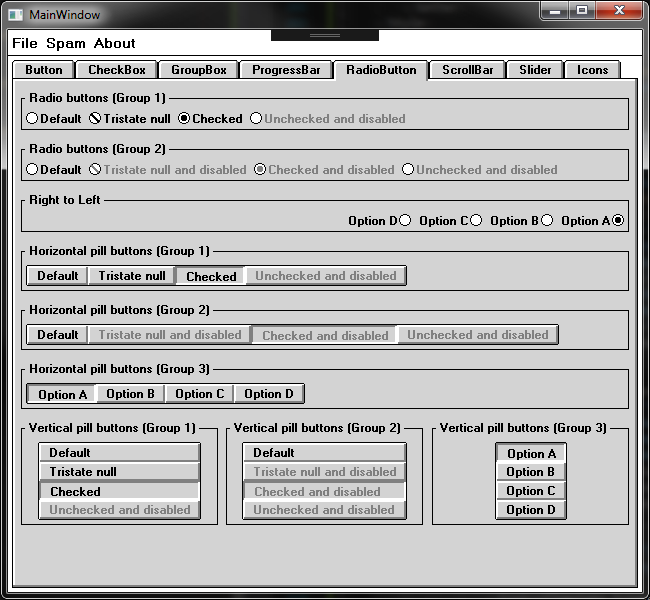 MainWindow
File Spam About
Button CheckBox GroupBox ProgressBar RadioButton ScrollBar Slider Icons
Radio buttons (Group 1)
Default Tristate null Checked Unchecked and disabled
Radio buttons (Group 2)
Default Tristate null and disabled Checked and disabled Unchecked and disabled
Right to Left
Option D Option C Option B Option A
Horizontal pill buttons (Group 1)
Default Tristate null Checked Unchecked and disabled
Horizontal pill buttons (Group 2)
Default Tristate null and disabled Checked and disabled Unchecked and disabled
Horizontal pill buttons (Group 3)
Option A Option B Option C Option D
Vertical pill buttons (Group 1)
Default
Tristate null
Checked
Unchecked and disabled
Vertical pill buttons (Group 2)
Default
Tristate null and disabled
Checked and disabled
Unchecked and disabled
Vertical pill buttons (Group 3)
Option A
Option B
Option C
Option D